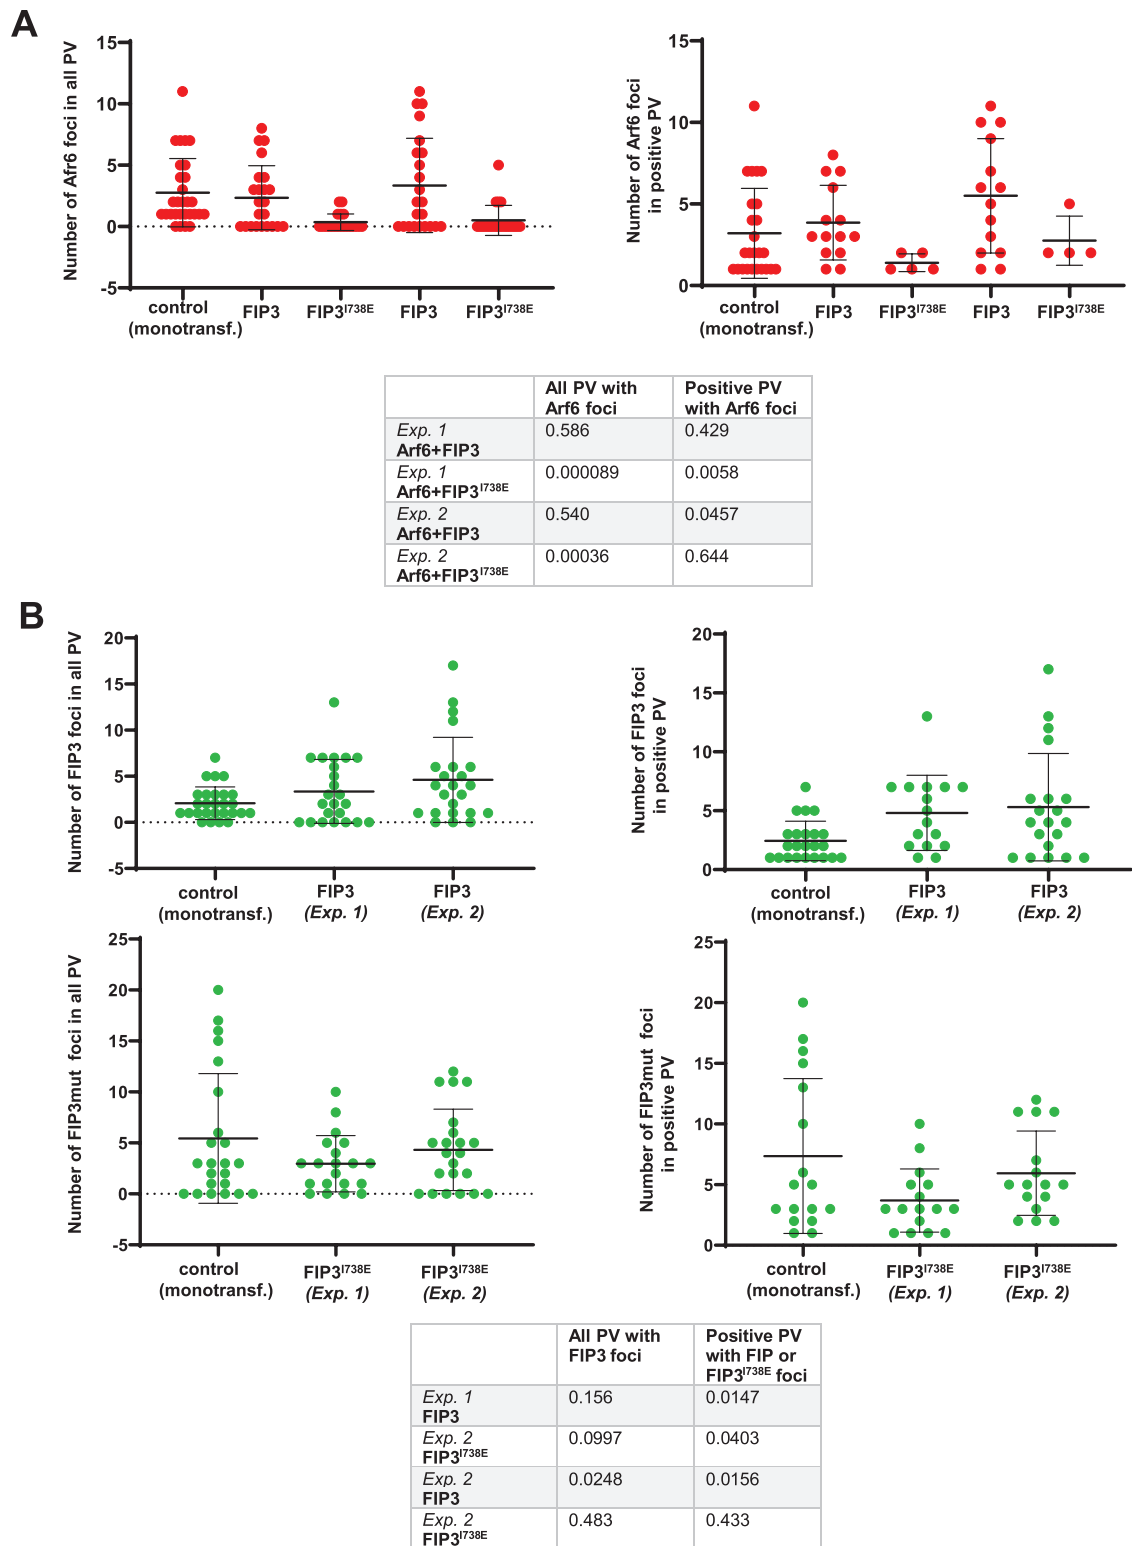 A
Number of Afr6 foci in all PV
15
10
5
0
-5
control
(monotransf.)
FIP3
FIP3I738E
FIP3
FIP3I738E
Number of Arf6 foci
in positive PV
15
10
5
0
control
(monotransf.)
FIP3
FIP3I738E
FIP3
FIP3I738E
All PV with
Arf6 foci
Positive PV
with Arf6 foci
Exp. 1
Arf6+FIP3
0.586
0.429
Exp. 1
Arf6+FIP3I738E
0.000089
0.0058
Exp. 2
Arf6+FIP3
0.540
0.0457
Exp. 2
Arf6+FIP3I738E
0.00036
0.644
B
Number of FIP3 foci in all PV
20
15
10
5
0
-5
control
(monotransf.)
FIP3
(Exp. 1)
FIP3
(Exp. 2)
Number of FIP3 foci
in positive PV
20
15
10
5
0
control
(monotransf.)
FIP3
(Exp. 1)
FIP3
(Exp. 2)
Number of FIP3mut foci in all PV
25
20
15
10
5
0
-5
control
(monotransf.)
FIP3I738E
(Exp. 1)
FIP3I738E
(Exp. 2)
Number of FIP3mut foci
in positive PV
25
20
15
10
5
0
control
(monotransf.)
FIP3I738E
(Exp. 1)
FIP3I738E
(Exp. 2)
All PV with
FIP3 foci
Positive PV
with FIP or
FIP3I738E foci
Exp. 1
FIP3
0.156
0.0147
Exp. 2
FIP3I738E
0.0997
0.0403
Exp. 2
FIP3
0.0248
0.0156
Exp. 2
FIP3I738E
0.483
0.433